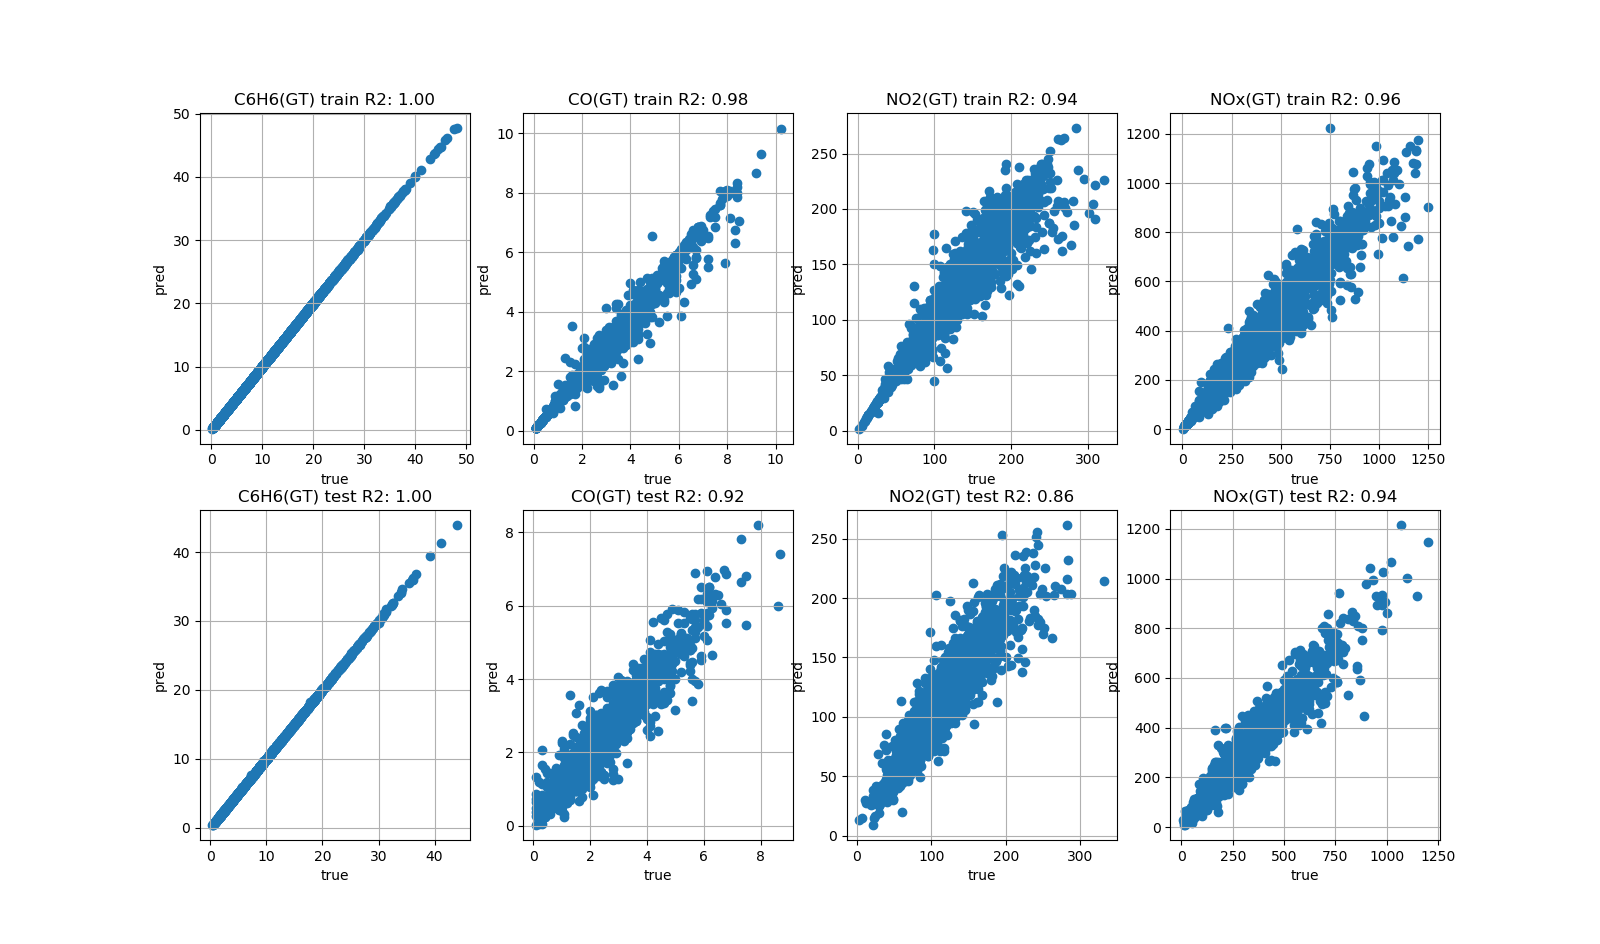 C6H6(GT) train R2: 1.00
CO(GT) train R2: 0.98
NO2(GT) train R2: 0.94
NOx(GT) train R2: 0.96
50
40
30
20
10
0
pred
0 10 20 30 40 50
true
10
8
6
4
2
0
pred
0 2 4 6 8 10
true
250
200
150
100
50
0
pred
0 100 200 300
true
1200
1000
800
600
400
200
0
pred
0 250 500 750 1000 1250
true
C6H6(GT) test R2: 1.00
CO(GT) test R2: 0.92
NO2(GT) test R2: 0.86
NOx(GT) test R2: 0.94
40
30
20
10
0
pred
0 10 20 30 40
true
8
6
4
2
0
pred
0 2 4 6 8
true
250
200
150
100
50
0
pred
0 100 200 300
true
1200
1000
800
600
400
200
0
pred
0 250 500 750 1000 1250
true